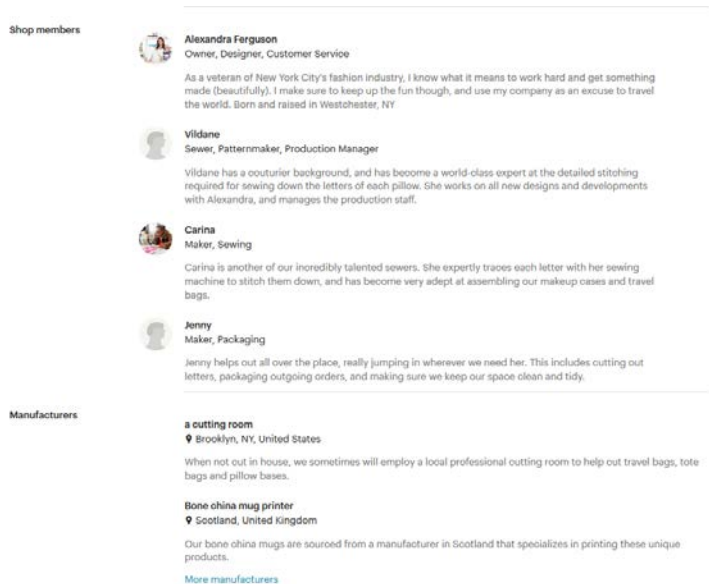 Shop members
Alexandra Ferguson
Owner, Designer, Customer Service
As a veteran of New York City's fashion industry, I know what it means to work hard and get something
made (beautifully). I make sure to keep up the fun though, and use my company as an excuse to travel
the world. Born and raised in Westchester, NY
Vildane
Sewer, Patternmaker, Production Manager
Vildane has a couturier background, and has become a world-class expert at the detailed stitching
required for sewing down the letters of each pillow. She works on all new designs and developments
with Alexandra, and manages the production staff.
Carina
Maker, Sewing
Carina is another of our incredibly talented sewers. She expertly traces each letter with her sewing
machine to stitch them down, and has become very adept at assembling our makeup cases and travel
bags.
Jenny
Maker, Packaging
Jenny helps out all over the place, really jumping in wherever we need her. This includes cutting out
letters, packaging outgoing orders, and making sure we keep our space clean and tidy.
Manufacturers
a cutting room
Brooklyn, NY, United States
When not cut in house, we sometimes will employ a local professional cutting room to help cut travel bags, tote
bags and pillow bases.
Bone china mug printer
Scotland, United Kingdom
Our bone china mugs are sourced from a manufacturer in Scotland that specializes in printing these unique
products.
More manufacturers